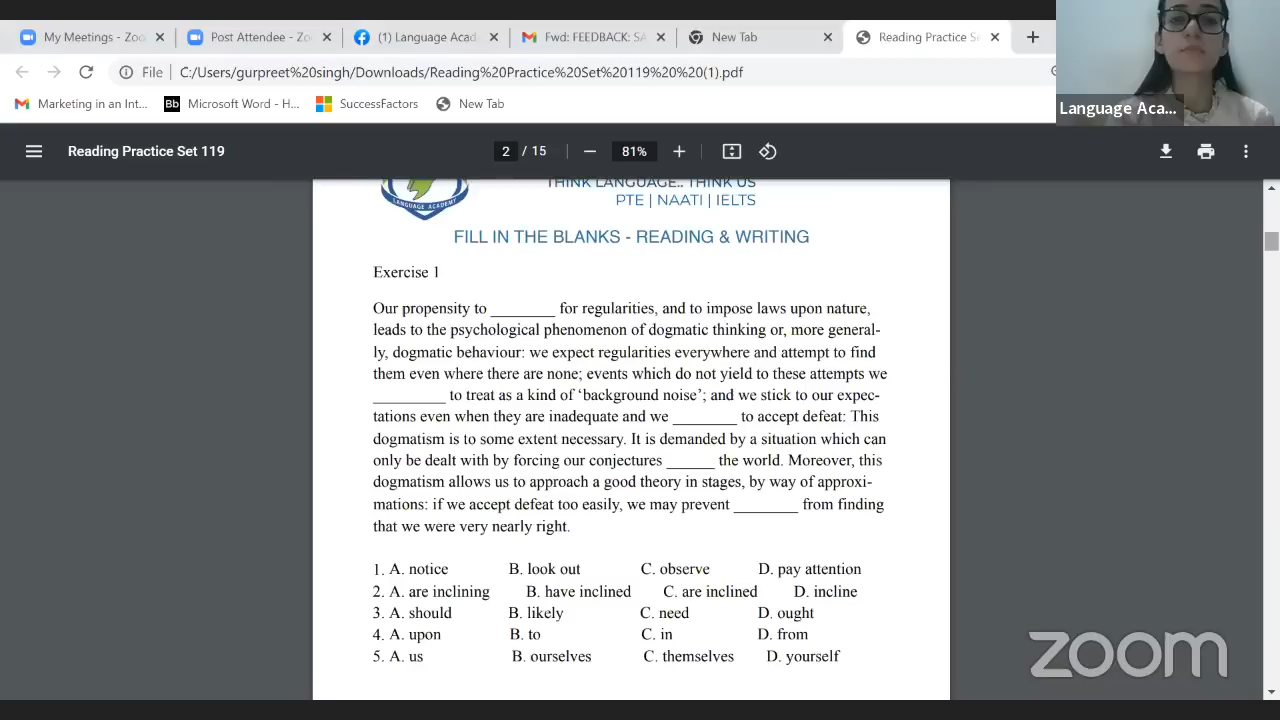 My Meetings - Zoo
Post Attendee - Zo
(1) Language Acad
Fwd: FEEDBACK: SA
New Tab
Reading Practice Se
File
C:/Users/gurpreet%20singh/Downloads/Reading%20Practice%20Set%20119%20%20(1).pdf
Marketing in an Int...
Bb Microsoft Word - H...
SuccessFactors
New Tab
Language Aca...
Reading Practice Set 119
2 / 15
81%
LANGUAGE ACADEMY
THINK LANGUAGE.. THINK US
PTE | NAATI | IELTS
FILL IN THE BLANKS - READING & WRITING
Exercise 1
Our propensity to ________ for regularities, and to impose laws upon nature,
leads to the psychological phenomenon of dogmatic thinking or, more general-
ly, dogmatic behaviour: we expect regularities everywhere and attempt to find
them even where there are none; events which do not yield to these attempts we
_________ to treat as a kind of ‘background noise’; and we stick to our expec-
tations even when they are inadequate and we ________ to accept defeat: This
dogmatism is to some extent necessary. It is demanded by a situation which can
only be dealt with by forcing our conjectures ______ the world. Moreover, this
dogmatism allows us to approach a good theory in stages, by way of approxi-
mations: if we accept defeat too easily, we may prevent ________ from finding
that we were very nearly right.
1. A. notice B. look out C. observe D. pay attention
2. A. are inclining B. have inclined C. are inclined D. incline
3. A. should B. likely C. need D. ought
4. A. upon B. to C. in D. from
5. A. us B. ourselves C. themselves D. yourself
zoom